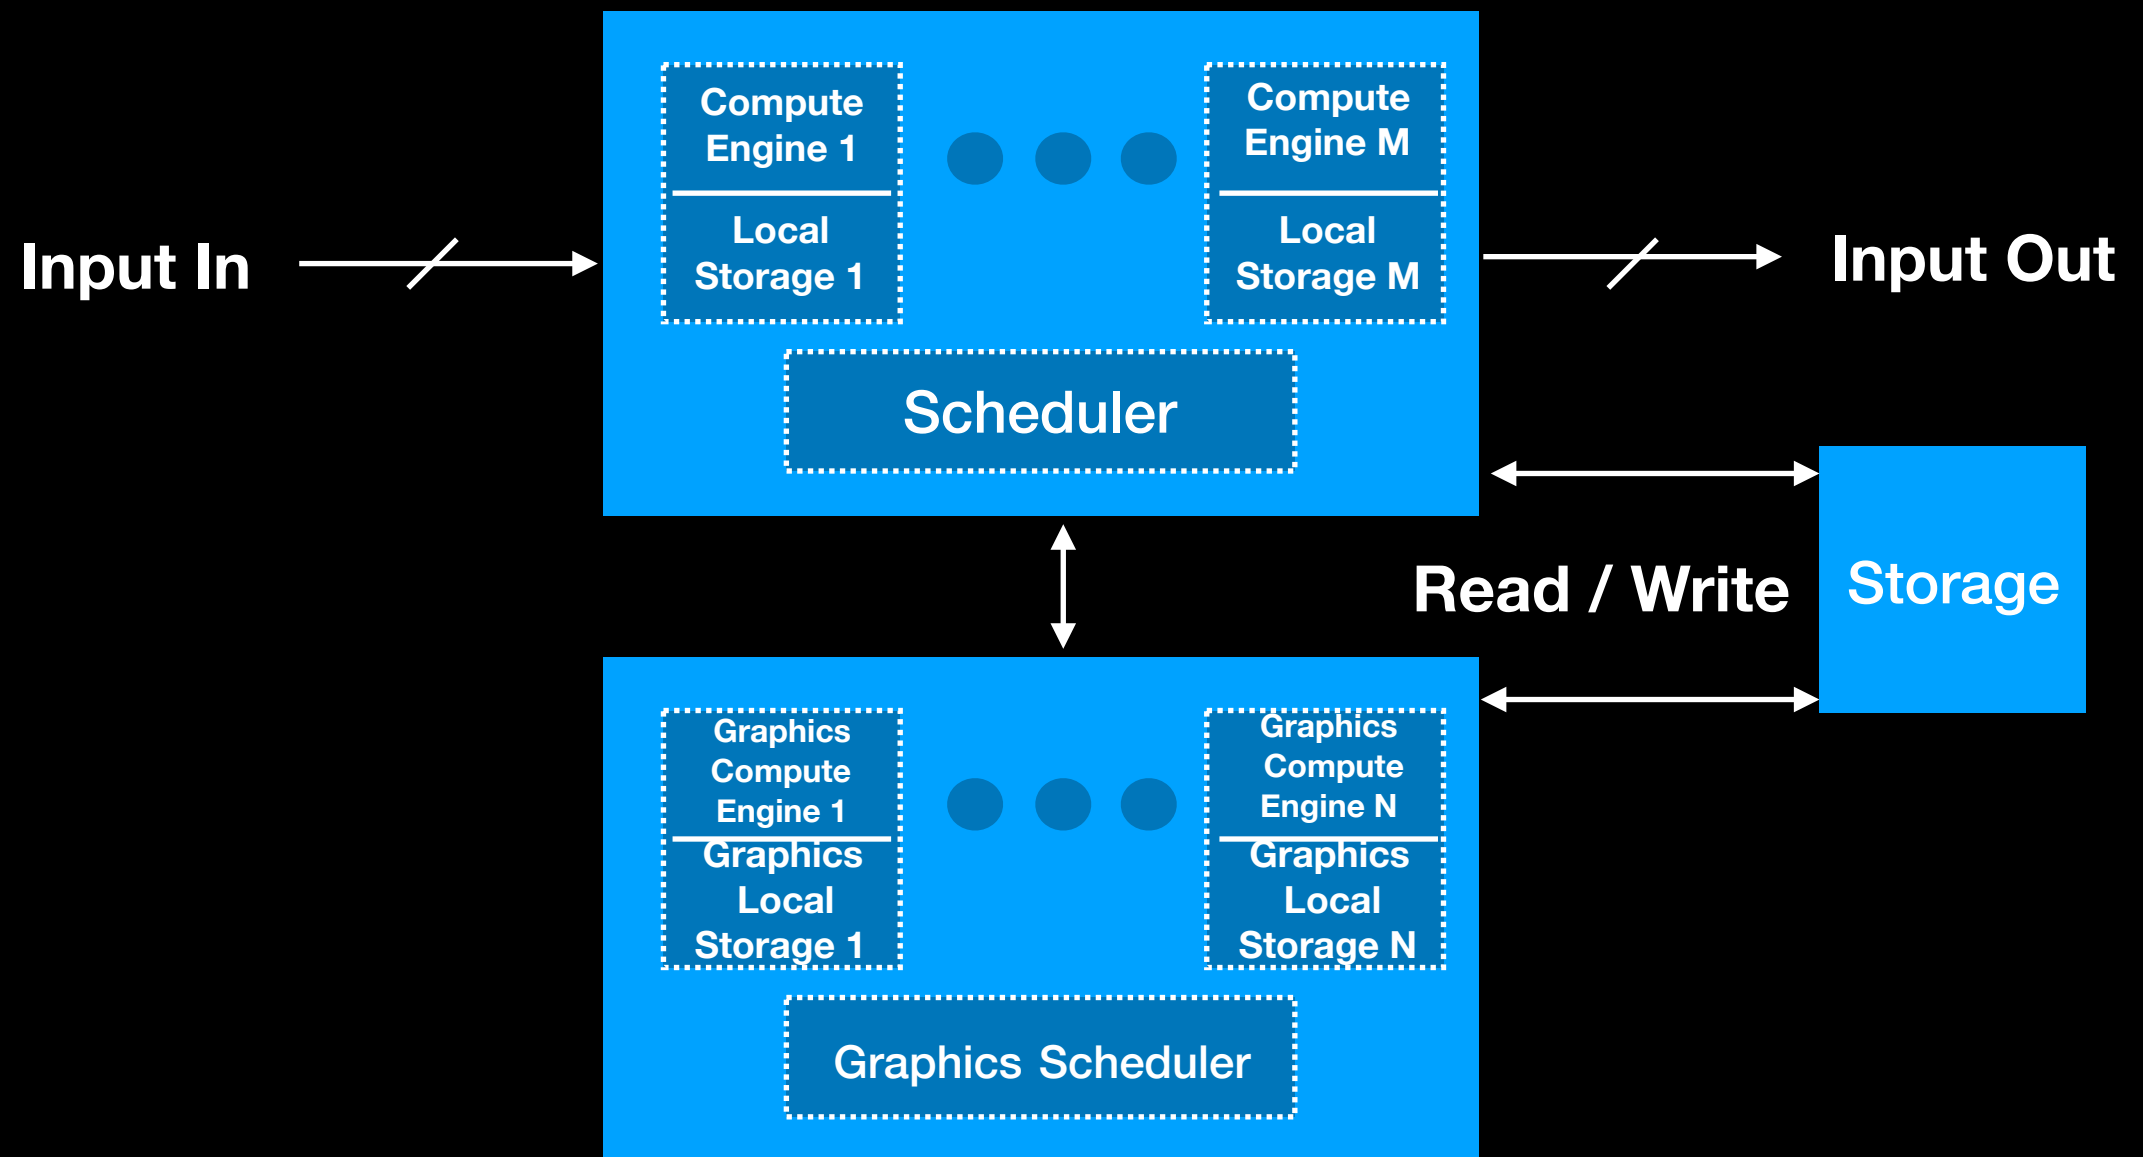 Compute
Engine 1
Local
Storage 1
Compute
Engine M
Local
Storage M
Input In
Input Out
Scheduler
Read / Write
Storage
Graphics
Compute
Engine 1
Graphics
Local
Storage 1
Graphics
Compute
Engine N
Graphics
Local
Storage N
Graphics Scheduler